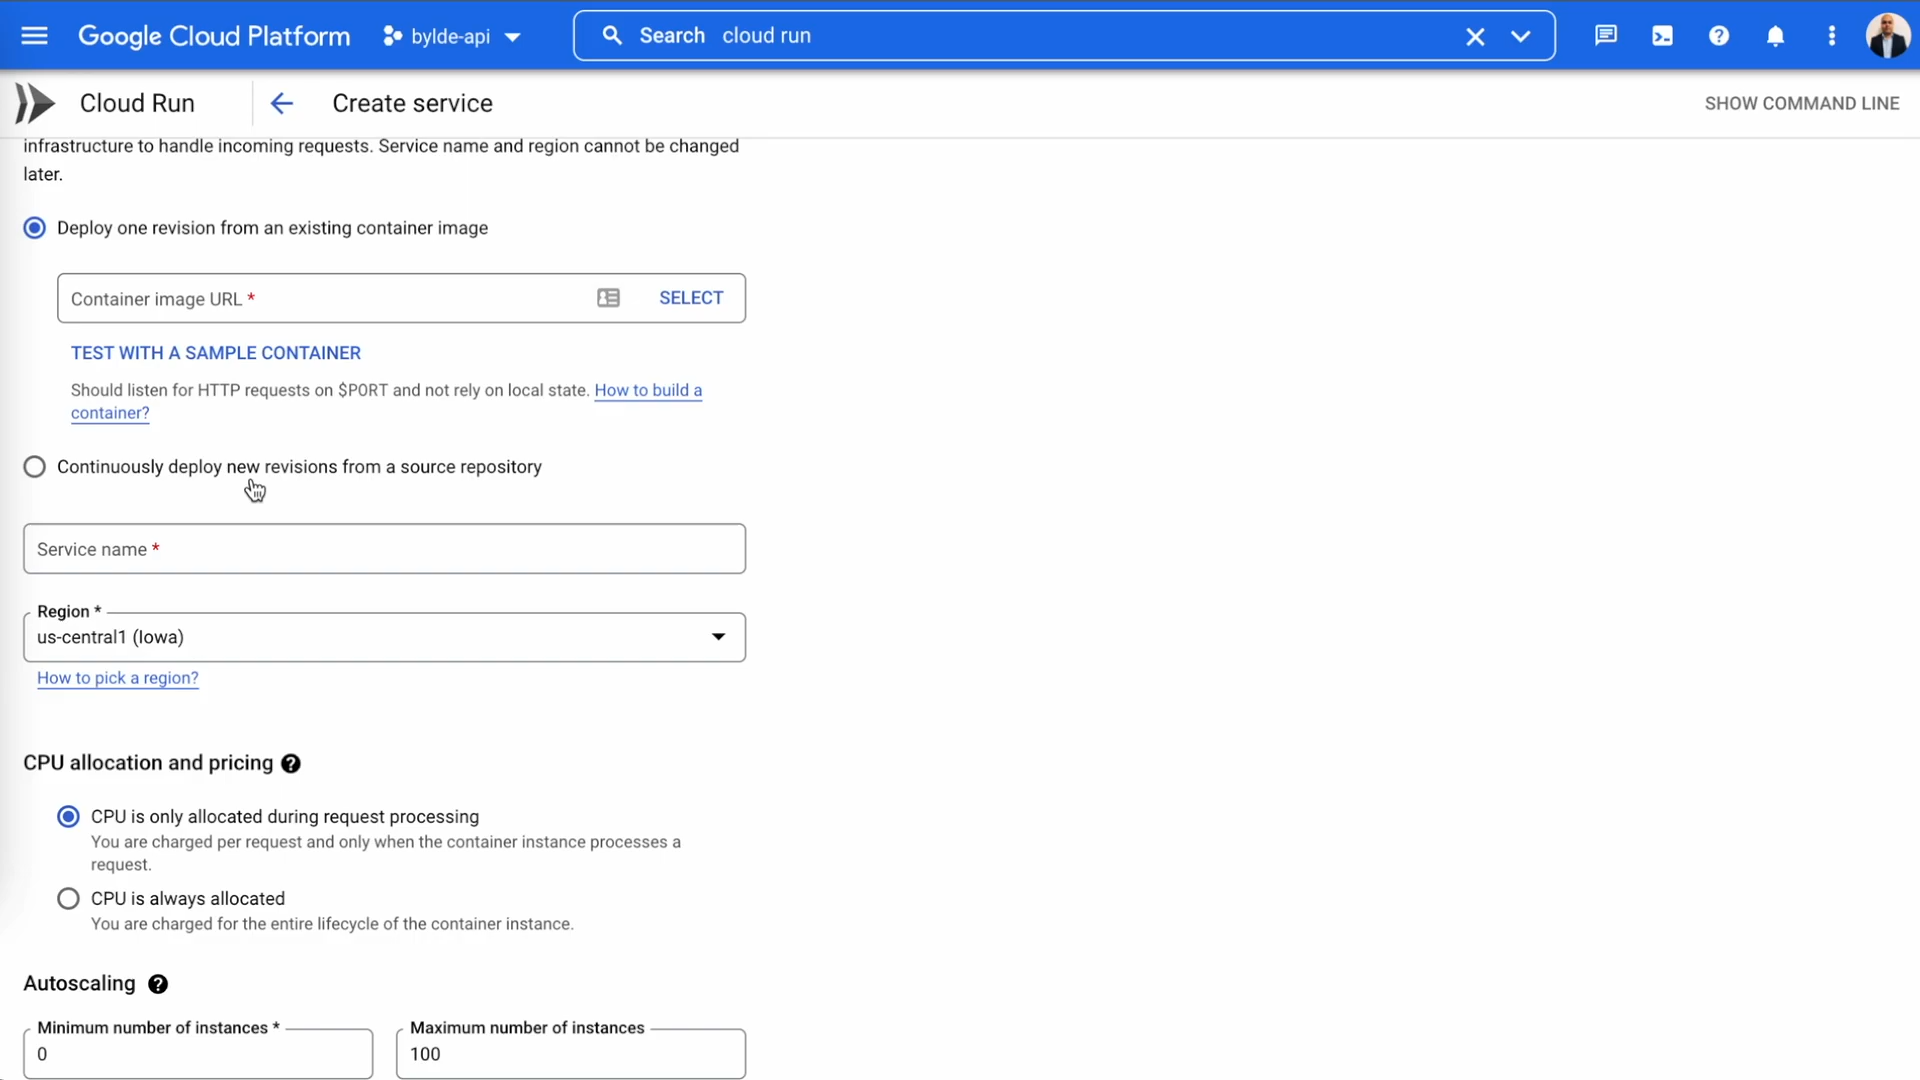 Google Cloud Platform
bylde-api
Search cloud run
Cloud Run
Create service
SHOW COMMAND LINE
infrastructure to handle incoming requests. Service name and region cannot be changed
later.
Deploy one revision from an existing container image
Container image URL *
SELECT
TEST WITH A SAMPLE CONTAINER
Should listen for HTTP requests on $PORT and not rely on local state. How to build a
container?
Continuously deploy new revisions from a source repository
Service name *
Region *
us-central1 (Iowa)
How to pick a region?
CPU allocation and pricing
CPU is only allocated during request processing
You are charged per request and only when the container instance processes a
request.
CPU is always allocated
You are charged for the entire lifecycle of the container instance.
Autoscaling
Minimum number of instances *
0
Maximum number of instances
100